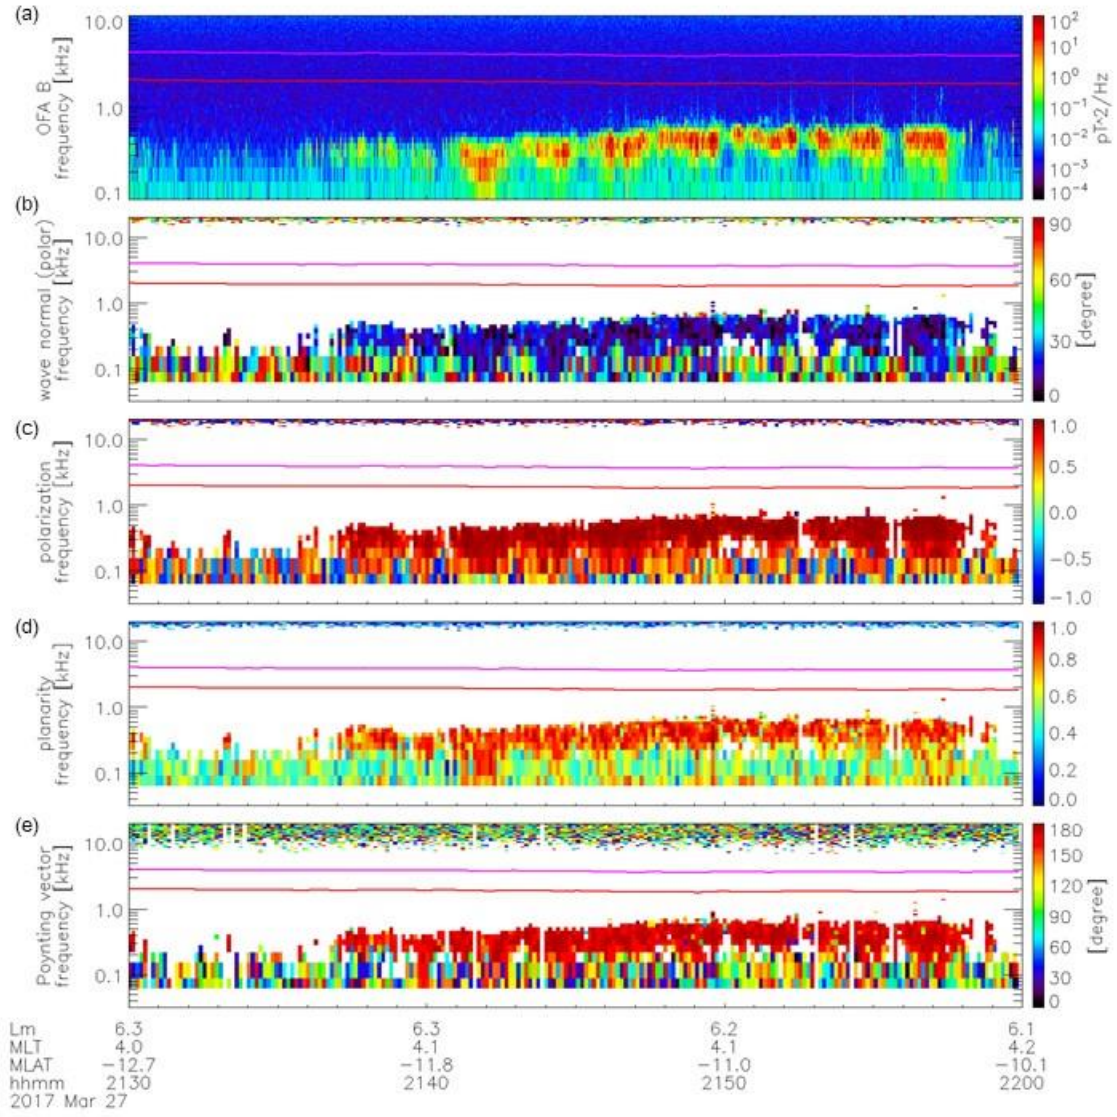 (a)
10.0
1.0
0.1
OFA B
frequency [kHz]
10^2
10^1
10^0
10^-1
10^-2
10^-3
10^-4
pT^2/Hz
(b)
10.0
1.0
0.1
wave normal (polar)
frequency [kHz]
90
60
30
0
[degree]
(c)
10.0
1.0
0.1
polarization
frequency [kHz]
1.0
0.5
0.0
-0.5
-1.0
(d)
10.0
1.0
0.1
planarity
frequency [kHz]
1.0
0.8
0.6
0.4
0.2
0.0
(e)
10.0
1.0
0.1
Poynting vector
frequency [kHz]
180
150
120
90
60
30
0
[degree]
Lm 6.3 6.3 6.2 6.1
MLT 4.0 4.1 4.1 4.2
MLAT -12.7 -11.8 -11.0 -10.1
hhmm 2130 2140 2150 2200
2017 Mar 27